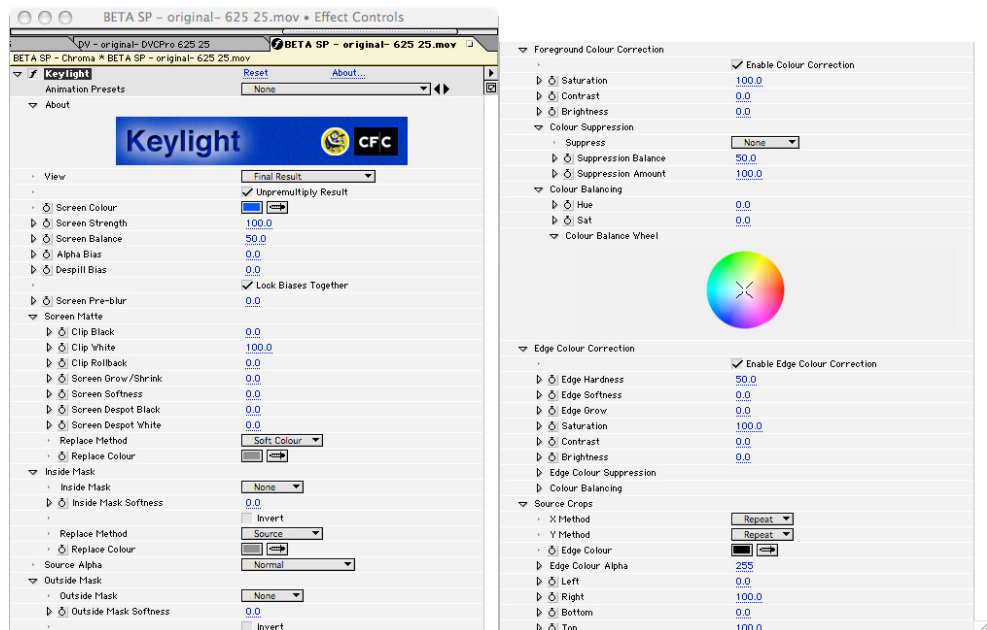 BETA SP - original- 625 25.mov • Effect Controls
DV - original- DVCPro 625 25
BETA SP - original- 625 25.mov
BETA SP - Chroma * BETA SP - original- 625 25.mov
Keylight Reset About...
Animation Presets None
About
Keylight CFC
View Final Result
Unpremultiply Result
Screen Colour
Screen Strength 100.0
Screen Balance 50.0
Alpha Bias 0.0
Despill Bias 0.0
Lock Biases Together
Screen Pre-blur 0.0
Screen Matte
Clip Black 0.0
Clip White 100.0
Clip Rollback 0.0
Screen Grow/Shrink 0.0
Screen Softness 0.0
Screen Despot Black 0.0
Screen Despot White 0.0
Replace Method Soft Colour
Replace Colour
Inside Mask
Inside Mask None
Inside Mask Softness 0.0
Invert
Replace Method Source
Replace Colour
Source Alpha Normal
Outside Mask
Outside Mask None
Outside Mask Softness 0.0
Invert
Foreground Colour Correction
Enable Colour Correction
Saturation 100.0
Contrast 0.0
Brightness 0.0
Colour Suppression
Suppress None
Suppression Balance 50.0
Suppression Amount 100.0
Colour Balancing
Hue 0.0
Sat 0.0
Colour Balance Wheel
Edge Colour Correction
Enable Edge Colour Correction
Edge Hardness 50.0
Edge Softness 0.0
Edge Grow 0.0
Saturation 100.0
Contrast 0.0
Brightness 0.0
Edge Colour Suppression
Colour Balancing
Source Crops
X Method Repeat
Y Method Repeat
Edge Colour
Edge Colour Alpha 255
Left 0.0
Right 100.0
Bottom 0.0
Top 100.0